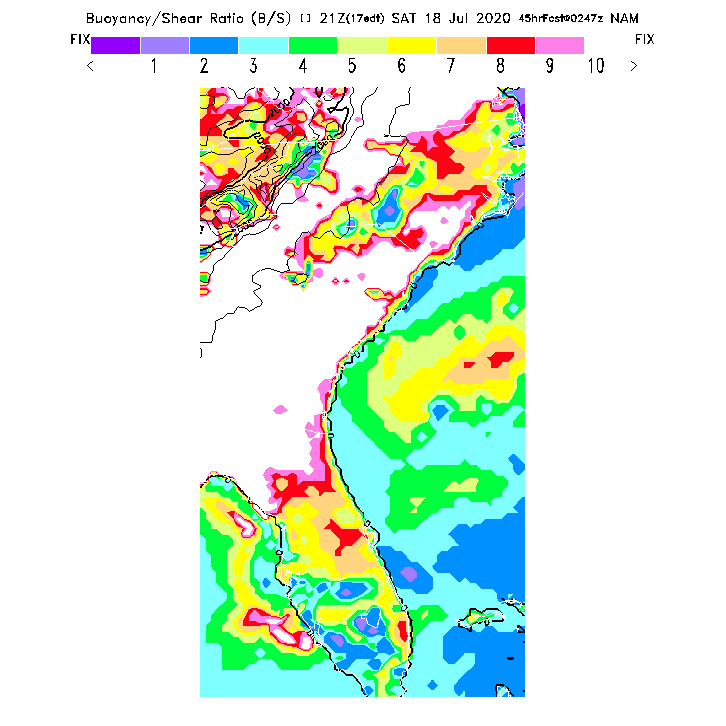 Buoyancy/Shear Ratio (B/S) [] 21Z(17edt) SAT 18 Jul 2020 45hrFcst@0247z NAM
FIX FIX
< 1 2 3 4 5 6 7 8 9 10 >